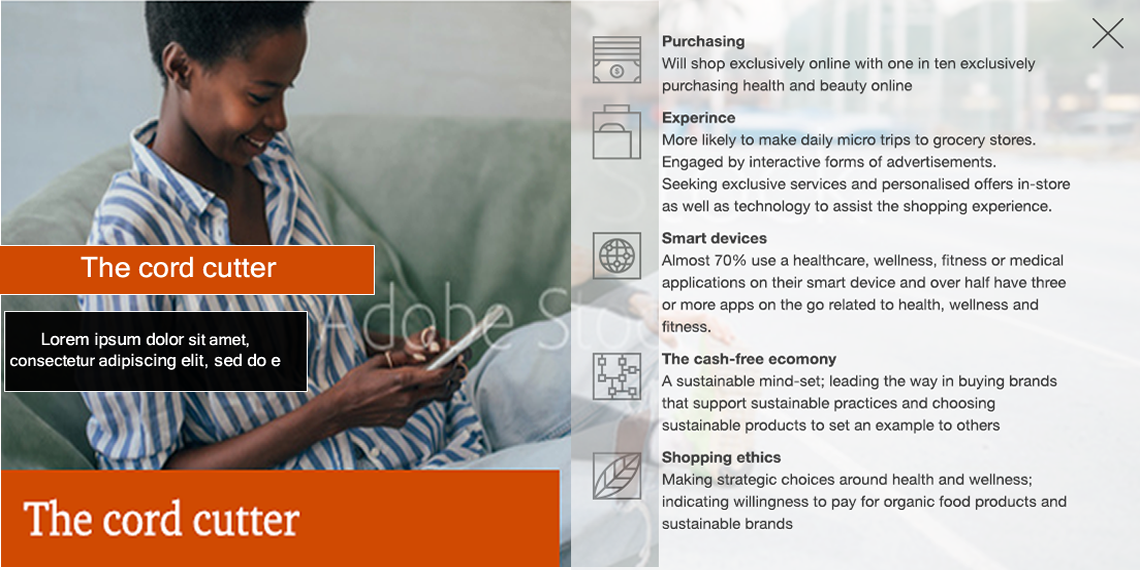 The cord cutter
Lorem ipsum dolor sit amet,
consectetur adipiscing elit, sed do e
The cord cutter
Adobe Stoc
Purchasing
Will shop exclusively online with one in ten exclusively
purchasing health and beauty online
Experince
More likely to make daily micro trips to grocery stores.
Engaged by interactive forms of advertisements.
Seeking exclusive services and personalised offers in-store
as well as technology to assist the shopping experience.
Smart devices
Almost 70% use a healthcare, wellness, fitness or medical
applications on their smart device and over half have three
or more apps on the go related to health, wellness and
fitness.
The cash-free ecomony
A sustainable mind-set; leading the way in buying brands
that support sustainable practices and choosing
sustainable products to set an example to others
Shopping ethics
Making strategic choices around health and wellness;
indicating willingness to pay for organic food products and
sustainable brands